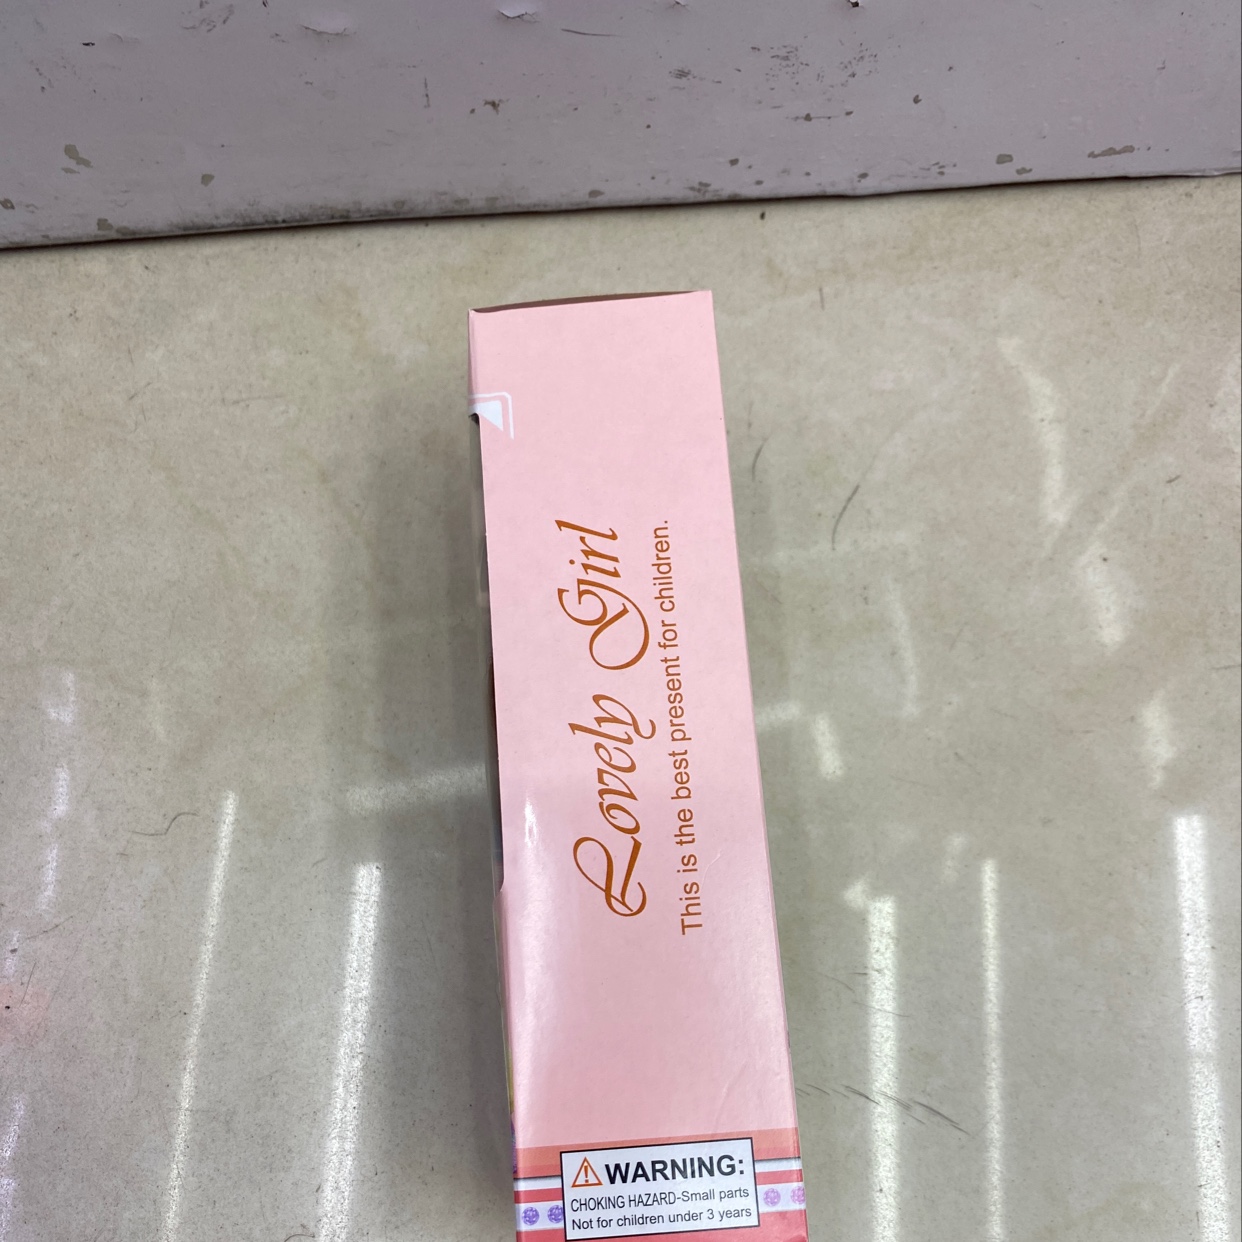 Lovely Girl
This is the best present for children.
WARNING:
CHOKING HAZARD-Small parts
Not for children under 3 years